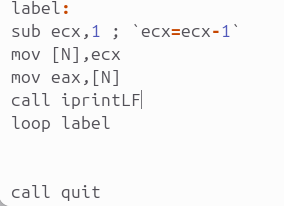 label:
sub ecx,1 ; `ecx=ecx-1`
mov [N],ecx
mov eax,[N]
call iprintLF
loop label
call quit